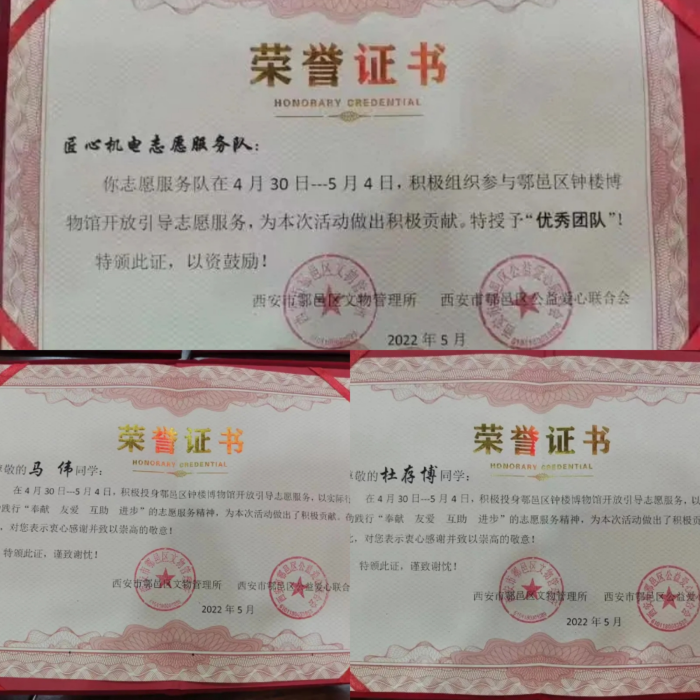 荣誉证书
HONORARY CREDENTIAL
匠心机电志愿服务队：
你志愿服务队在4月30日---5月4日，积极组织参与鄠邑区钟楼博
物馆开放引导志愿服务，为本次活动做出积极贡献。特授予“优秀团队”！
特颁此证，以资鼓励！
西安市鄠邑区文物管理所 西安市鄠邑区公益爱心联合会
2022年5月
荣誉证书
HONORARY CREDENTIAL
尊敬的马 伟同学：
在4月30日---5月4日，积极投身鄠邑区钟楼博物馆开放引导志愿服务，以实际行
践行“奉献 友爱 互助 进步”的志愿服务精神，为本次活动做出了积极贡献。
，对您表示衷心感谢并致以崇高的敬意！
特颁此证，谨致谢忱！
西安市鄠邑区文物管理所 西安市鄠邑区公益爱心联合
2022年5月
荣誉证书
HONORARY CREDENTIAL
尊敬的杜存博同学：
在4月30日---5月4日，积极投身鄠邑区钟楼博物馆开放引导志愿服务，以
践行“奉献 友爱 互助 进步”的志愿服务精神，为本次活动做出了积极贡
此，对您表示衷心感谢并致以崇高的敬意！
特颁此证，谨致谢忱！
西安市鄠邑区文物管理所 西安市鄠邑区公益爱心联
2022年5月